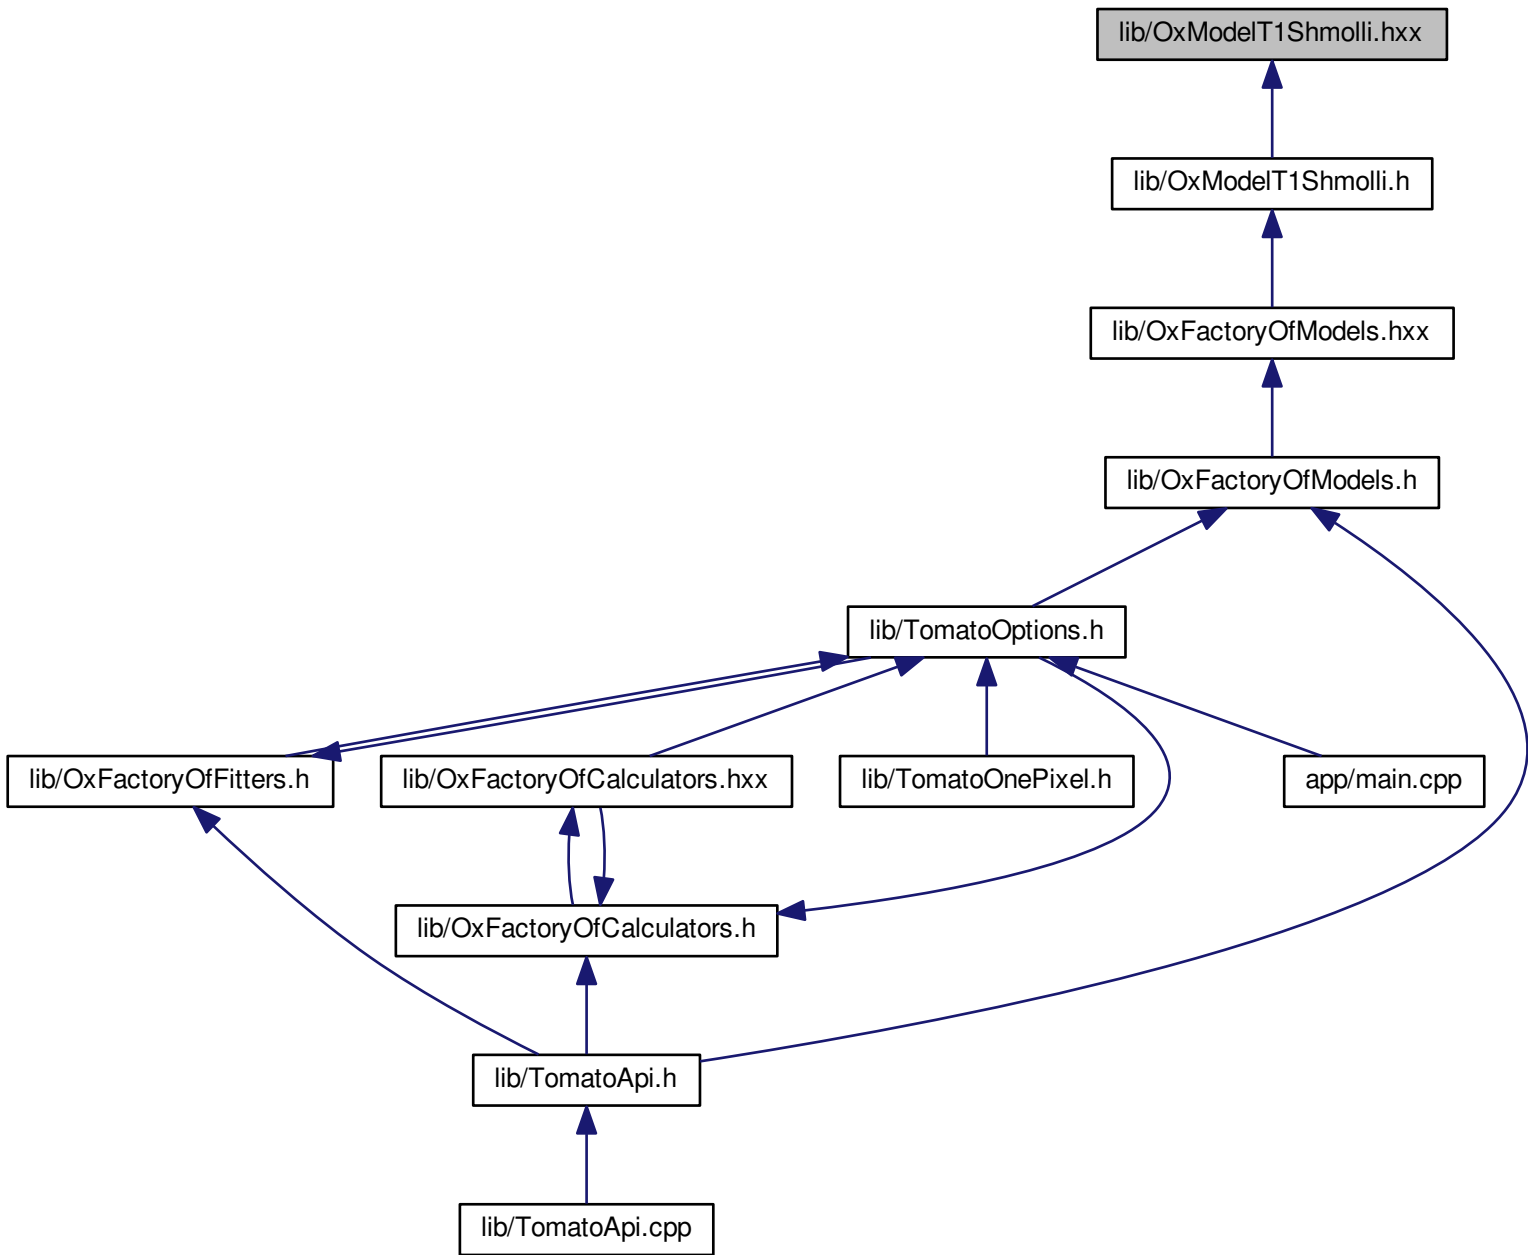 lib/OxModelT1Shmolli.hxx
lib/OxModelT1Shmolli.h
lib/OxFactoryOfModels.hxx
lib/OxFactoryOfModels.h
lib/TomatoOptions.h
lib/OxFactoryOfFitters.h
lib/OxFactoryOfCalculators.hxx
lib/TomatoOnePixel.h
app/main.cpp
lib/OxFactoryOfCalculators.h
lib/TomatoApi.h
lib/TomatoApi.cpp